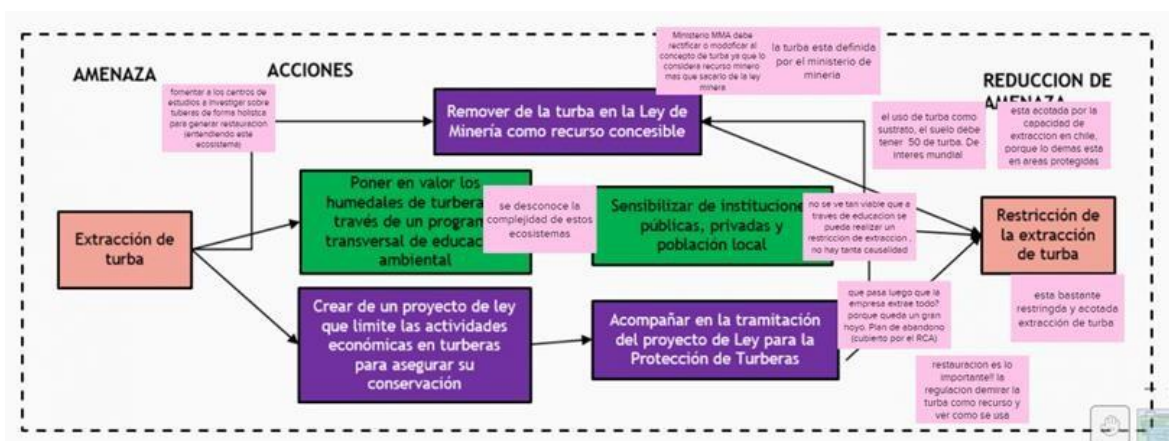 AMENAZA
ACCIONES
REDUCCION DE
AMENAZA
fomentar a los centros de
estudios a investigar sobre
tuberas de forma holistca
para generar restauracion
(entendiendo este
ecosistema)
Ministerio MMA debe
rectificar o modoficar al
concepto de turba ya que lo
considera recurso minero
mas que sacarlo de la ley
minera
la turba esta definida
por el ministerio de
mineria
Remover de la turba en la Ley de
Minería como recurso concesible
el uso de turba como
sustrato, el suelo debe
tener 50 de turba. De
interes mundial
esta acotada por la
capacidad de
extraccion en chile,
porque lo demas esta
en areas protegidas
Extracción de
turba
Poner en valor los
humedales de turbera
través de un program
transversal de educac
ambiental
se desconoce la
complejidad de estos
ecosistemas
Sensibilizar de institucione
públicas, privadas y
población local
no se ve tan viable que a
traves de educacion se
pueda realizar un
restriccion de extraccion ,
no hay tanta causalidad
Restricción de
la extracción
de turba
Crear de un proyecto de ley
que limite las actividades
económicas en turberas
para asegurar su
conservación
Acompañar en la tramitación
del proyecto de Ley para la
Protección de Turberas
que pasa luego que la
empresa extrae todo?
porque queda un gran
hoyo. Plan de abandono
(cubierto por el RCA)
esta bastante
restringda y acotada
extracción de turba
restauracion es lo
importante!! la
regulacion demirar la
turba como recurso y
ver como se usa